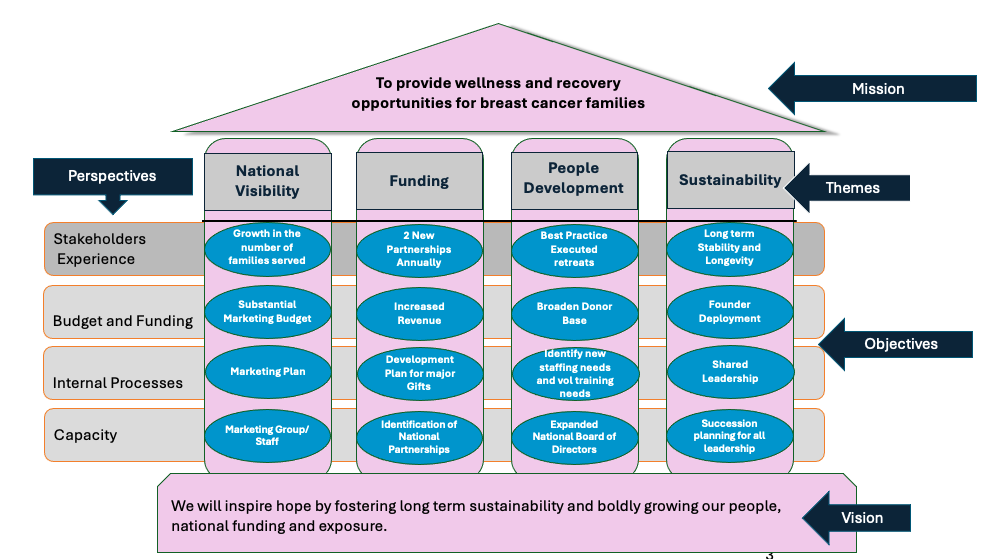 To provide wellness and recovery
opportunities for breast cancer families
Mission
Perspectives
National
Visibility
Funding
People
Development
Sustainability
Themes
Stakeholders
Experience
Growth in the
number of
families served
2 New
Partnerships
Annually
Best Practice
Executed
retreats
Long term
Stability and
Longevity
Budget and Funding
Substantial
Marketing Budget
Increased
Revenue
Broaden Donor
Base
Founder
Deployment
Objectives
Internal Processes
Marketing Plan
Development
Plan for major
Gifts
Identify new
staffing needs
and vol training
needs
Shared
Leadership
Capacity
Marketing Group/
Staff
Identification of
National
Partnerships
Expanded
National Board of
Directors
Succession
planning for all
leadership
We will inspire hope by fostering long term sustainability and boldly growing our people,
national funding and exposure.
Vision
3